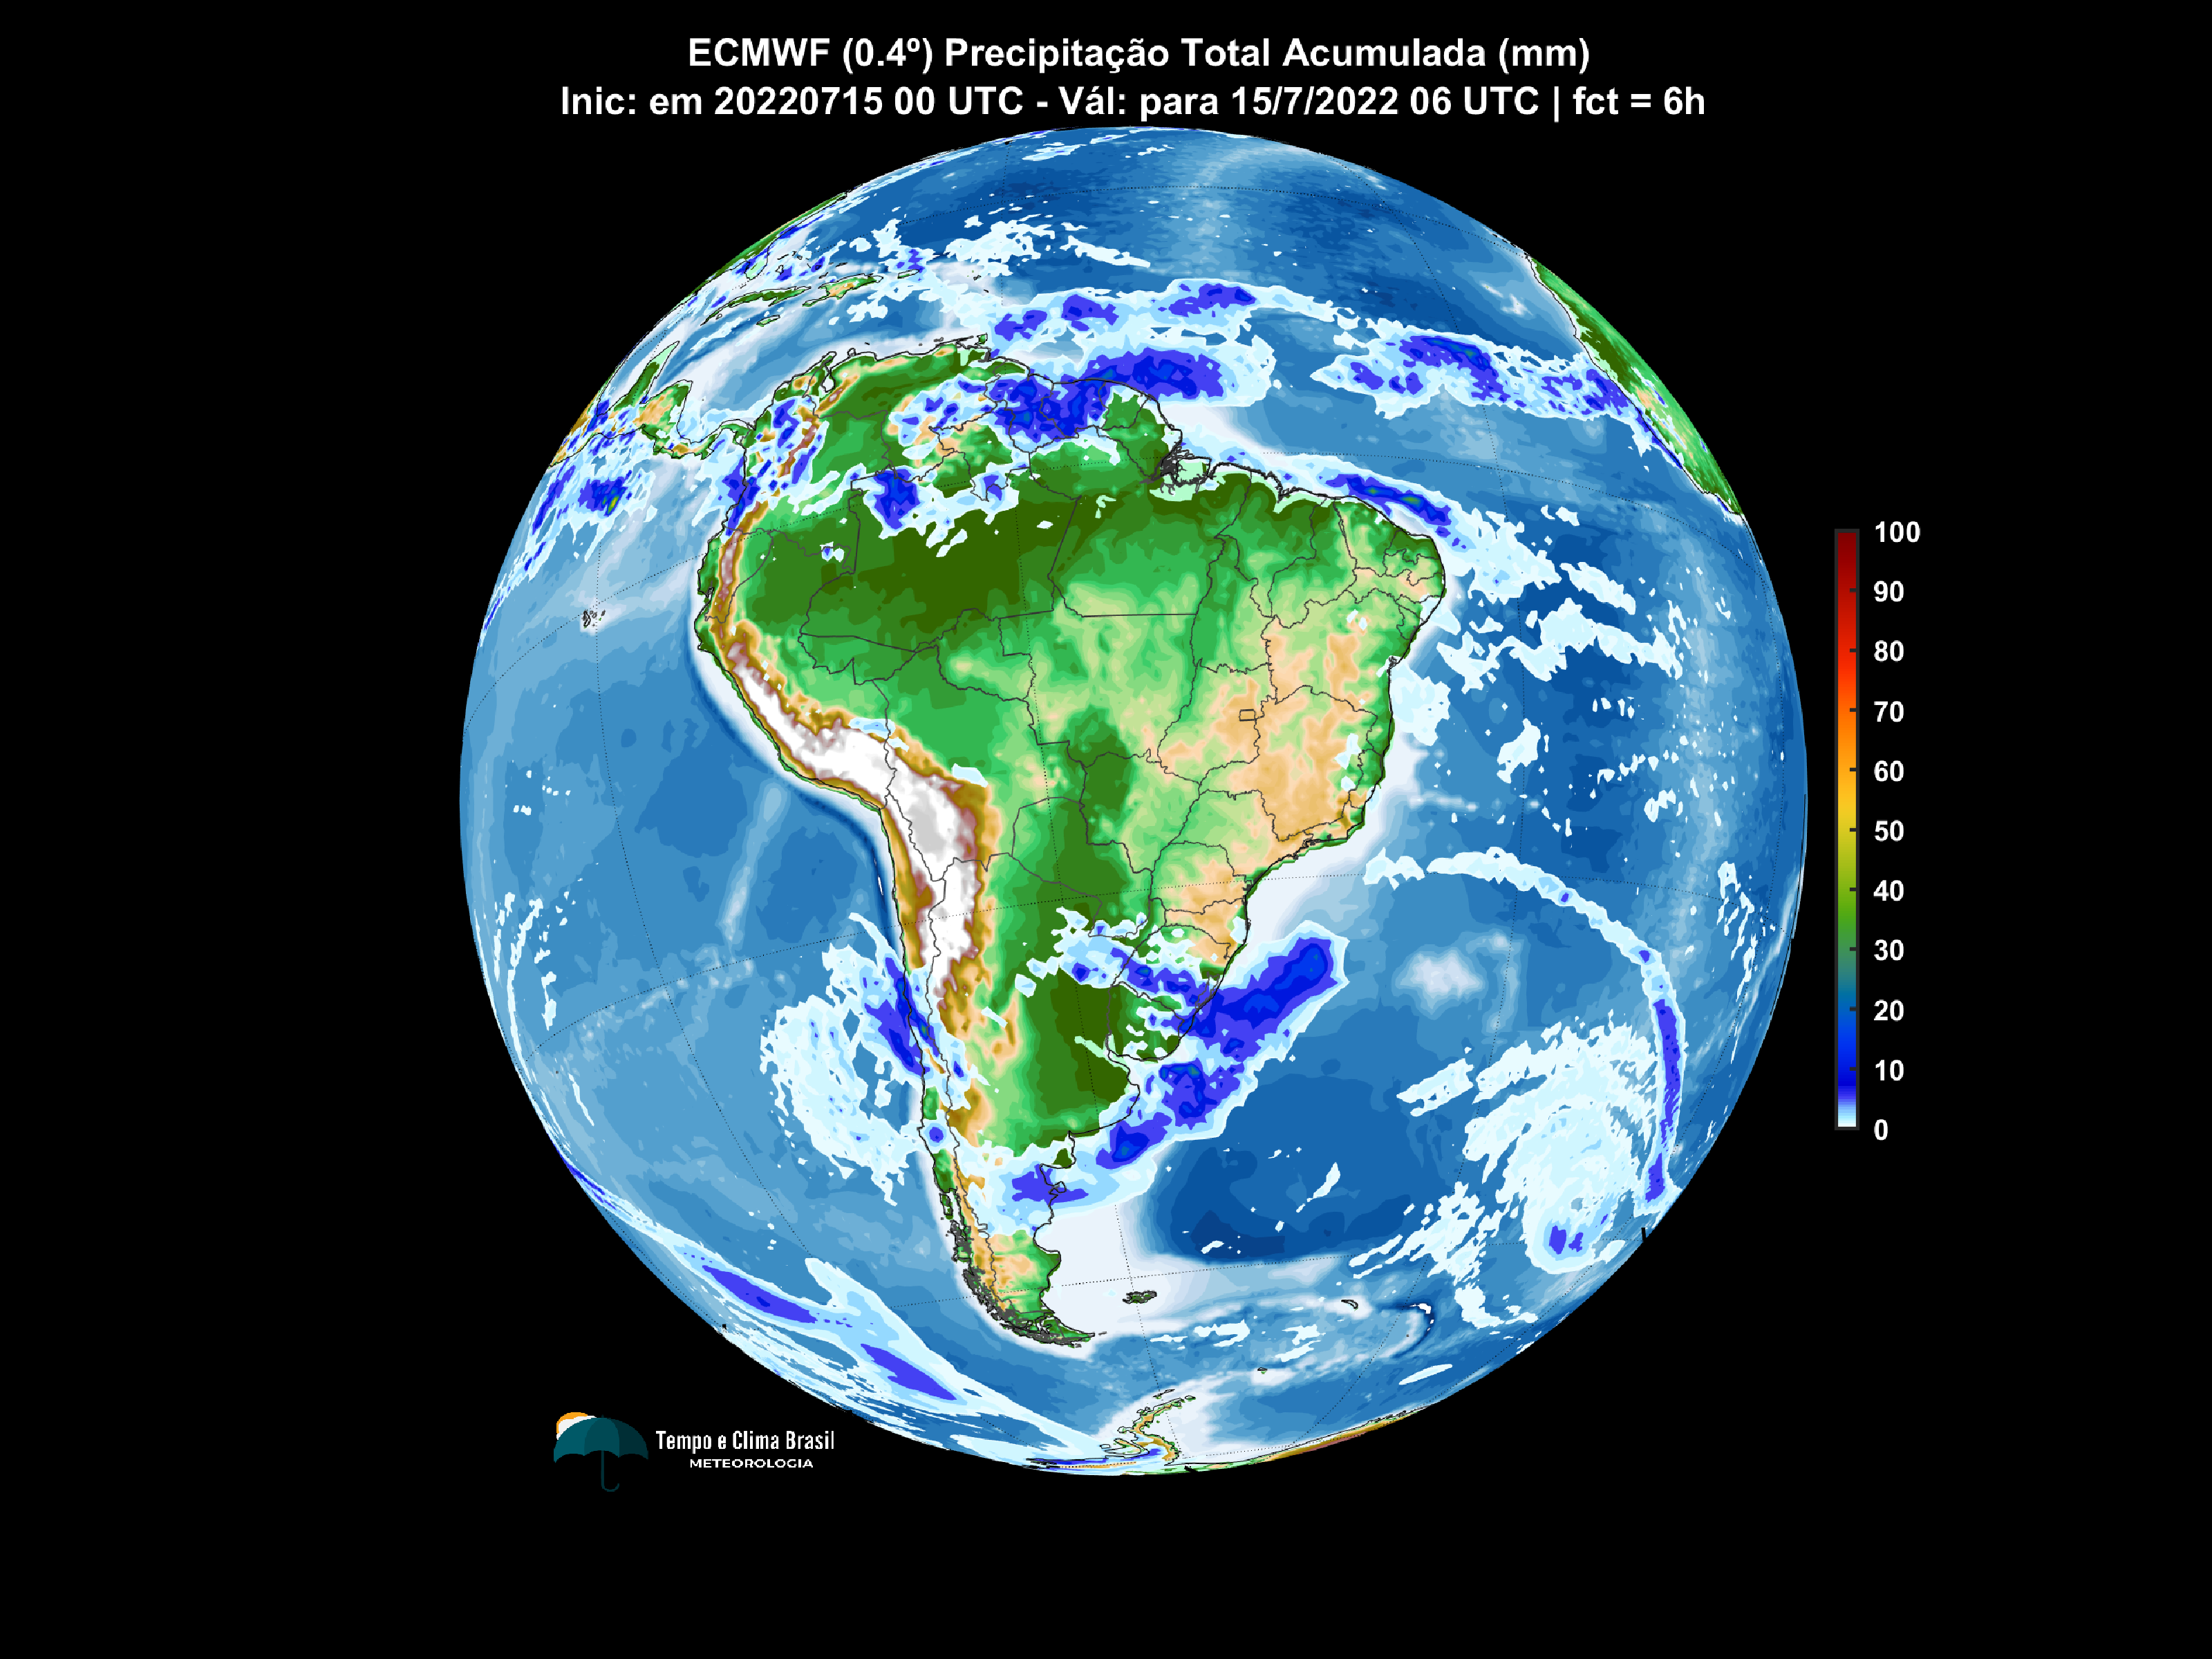 ECMWF (0.4º) Precipitação Total Acumulada (mm)
Inic: em 20220715 00 UTC - Vál: para 15/7/2022 06 UTC | fct = 6h
100
90
80
70
60
50
40
30
20
10
0
Tempo e Clima Brasil
METEOROLOGIA